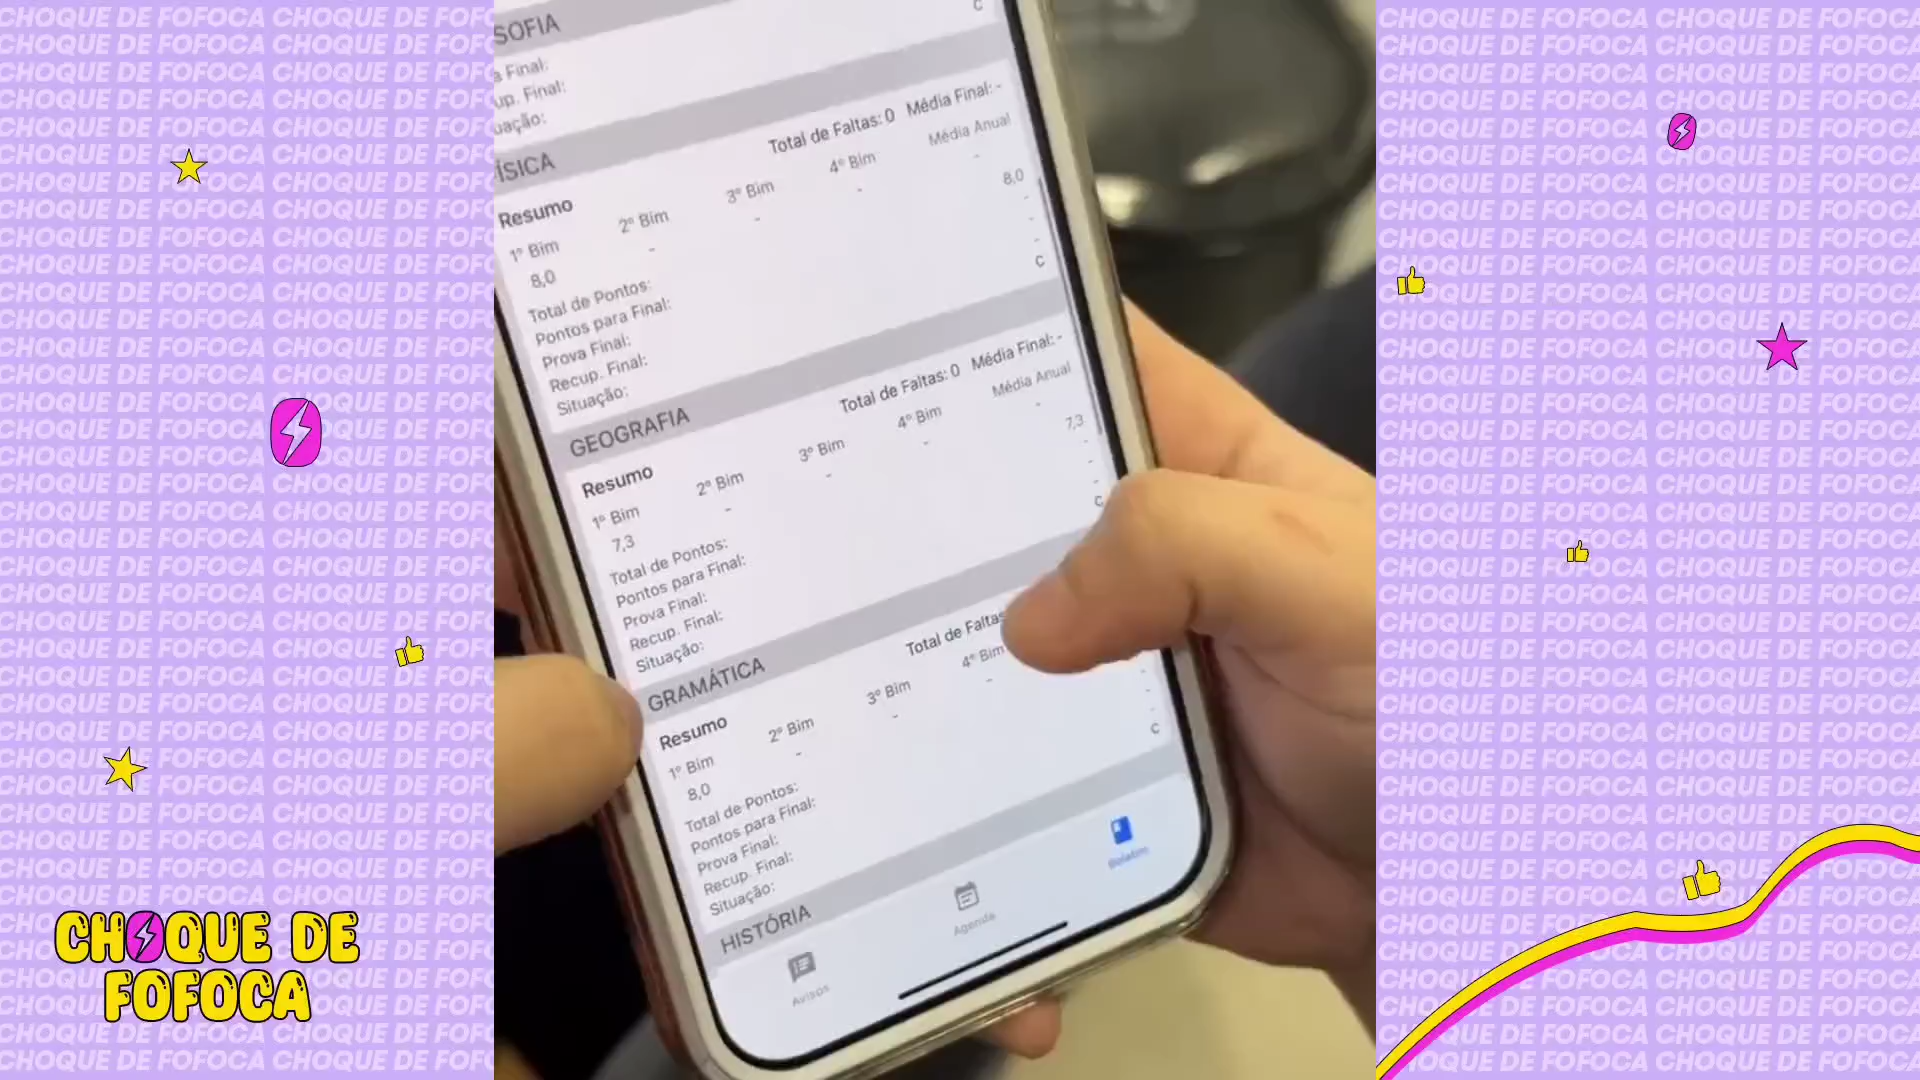 SOFIA
a Final:
up. Final:
uação:
C
ÍSICA
Total de Faltas: 0 Média Final: -
Resumo
1º Bim 2º Bim 3º Bim 4º Bim Média Anual
8,0 - - - -
Total de Pontos: 8,0
Pontos para Final: -
Prova Final: -
Recup. Final: -
Situação: C
GEOGRAFIA
Total de Faltas: 0 Média Final: -
Resumo
1º Bim 2º Bim 3º Bim 4º Bim Média Anual
7,3 - - - -
Total de Pontos: 7,3
Pontos para Final: -
Prova Final: -
Recup. Final: -
Situação: C
GRAMÁTICA
Total de Faltas
Resumo
1º Bim 2º Bim 3º Bim 4º Bim
8,0 - - -
Total de Pontos:
Pontos para Final: -
Prova Final: -
Recup. Final: -
Situação: C
HISTÓRIA
Avisos Agenda Boletim
CHOQUE DE
FOFOCA